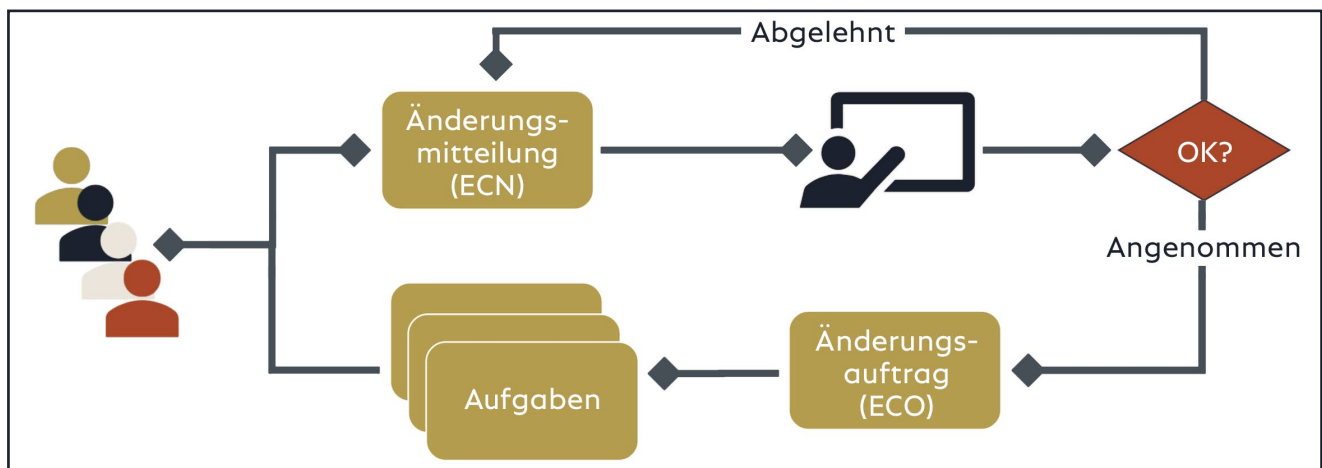 Abgelehnt
Änderungs-
mitteilung
(ECN)
OK?
Angenommen
Änderungs-
auftrag
(ECO)
Aufgaben